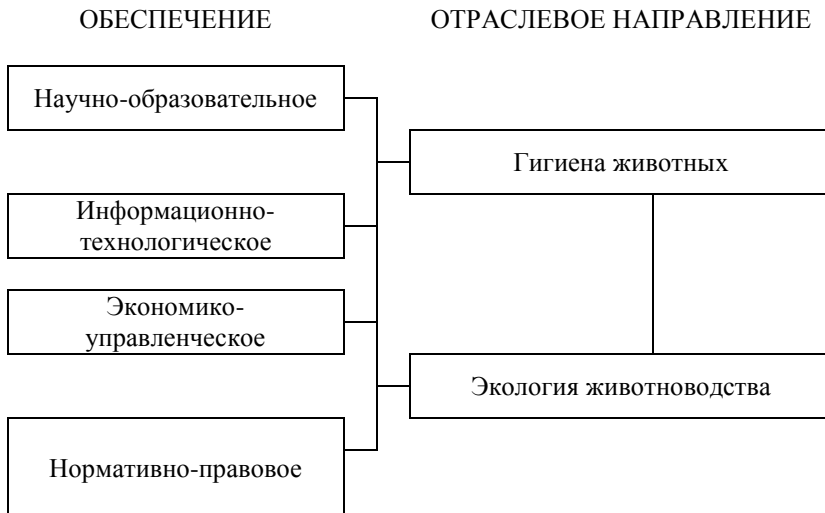 ОБЕСПЕЧЕНИЕ
ОТРАСЛЕВОЕ НАПРАВЛЕНИЕ
Научно-образовательное
Информационно-
технологическое
Экономико-
управленческое
Нормативно-правовое
Гигиена животных
Экология животноводства